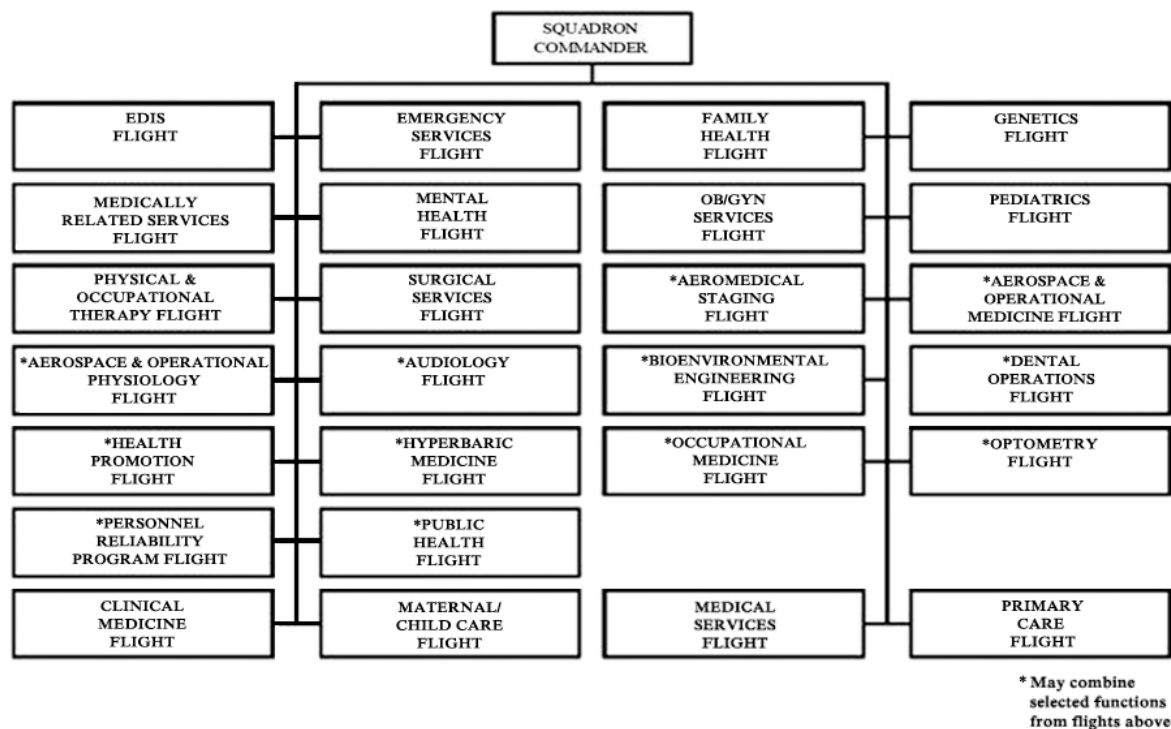 SQUADRON
COMMANDER
EDIS
FLIGHT
EMERGENCY
SERVICES
FLIGHT
FAMILY
HEALTH
FLIGHT
GENETICS
FLIGHT
MEDICALLY
RELATED SERVICES
FLIGHT
MENTAL
HEALTH
FLIGHT
OB/GYN
SERVICES
FLIGHT
PEDIATRICS
FLIGHT
PHYSICAL &
OCCUPATIONAL
THERAPY FLIGHT
SURGICAL
SERVICES
FLIGHT
*AEROMEDICAL
STAGING
FLIGHT
*AEROSPACE &
OPERATIONAL
MEDICINE FLIGHT
*AEROSPACE & OPERATIONAL
PHYSIOLOGY
FLIGHT
*AUDIOLOGY
FLIGHT
*BIOENVIRONMENTAL
ENGINEERING
FLIGHT
*DENTAL
OPERATIONS
FLIGHT
*HEALTH
PROMOTION
FLIGHT
*HYPERBARIC
MEDICINE
FLIGHT
*OCCUPATIONAL
MEDICINE
FLIGHT
*OPTOMETRY
FLIGHT
*PERSONNEL
RELIABILITY
PROGRAM FLIGHT
*PUBLIC
HEALTH
FLIGHT
CLINICAL
MEDICINE
FLIGHT
MATERNAL/
CHILD CARE
FLIGHT
MEDICAL
SERVICES
FLIGHT
PRIMARY
CARE
FLIGHT
* May combine
selected functions
from flights above